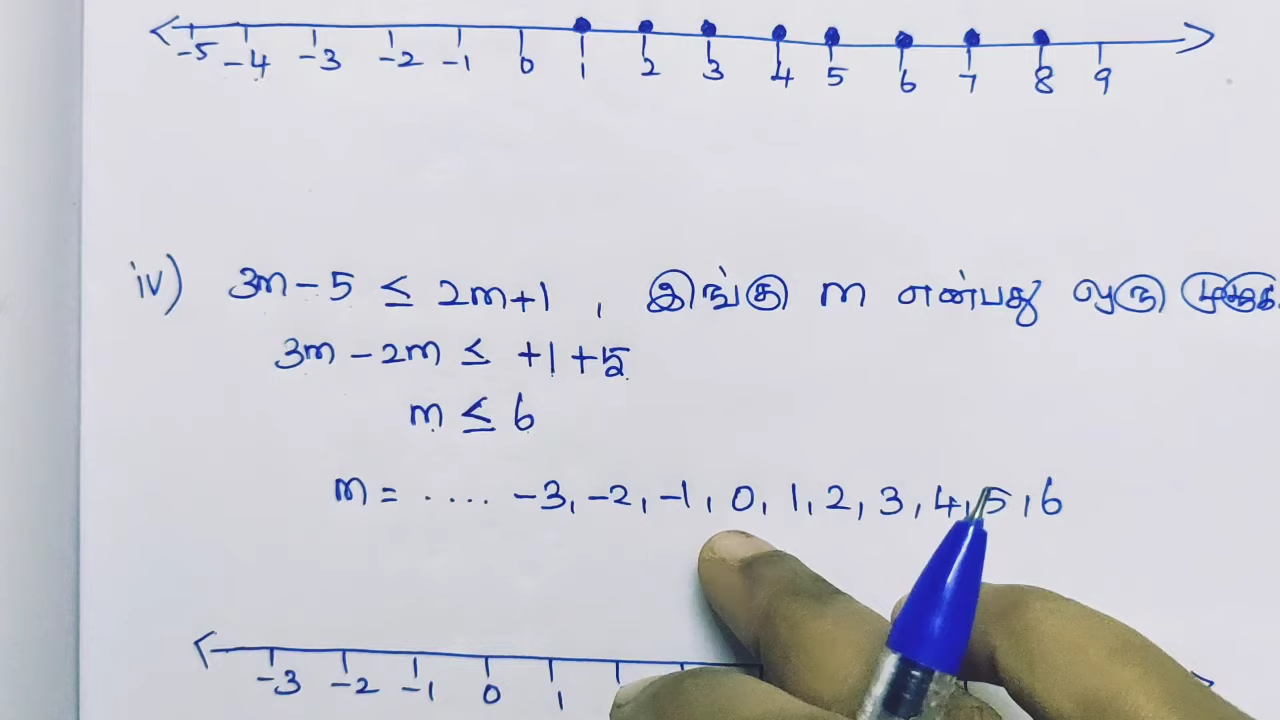 -5 -4 -3 -2 -1 0 1 2 3 4 5 6 7 8 9
iv) 3m - 5 ≤ 2m+1 , இங்கு m என்பது ஒரு
3m - 2m ≤ +1 +5
m ≤ 6
m = .... -3, -2, -1, 0, 1, 2, 3, 4, 5, 6
-3 -2 -1 0 1